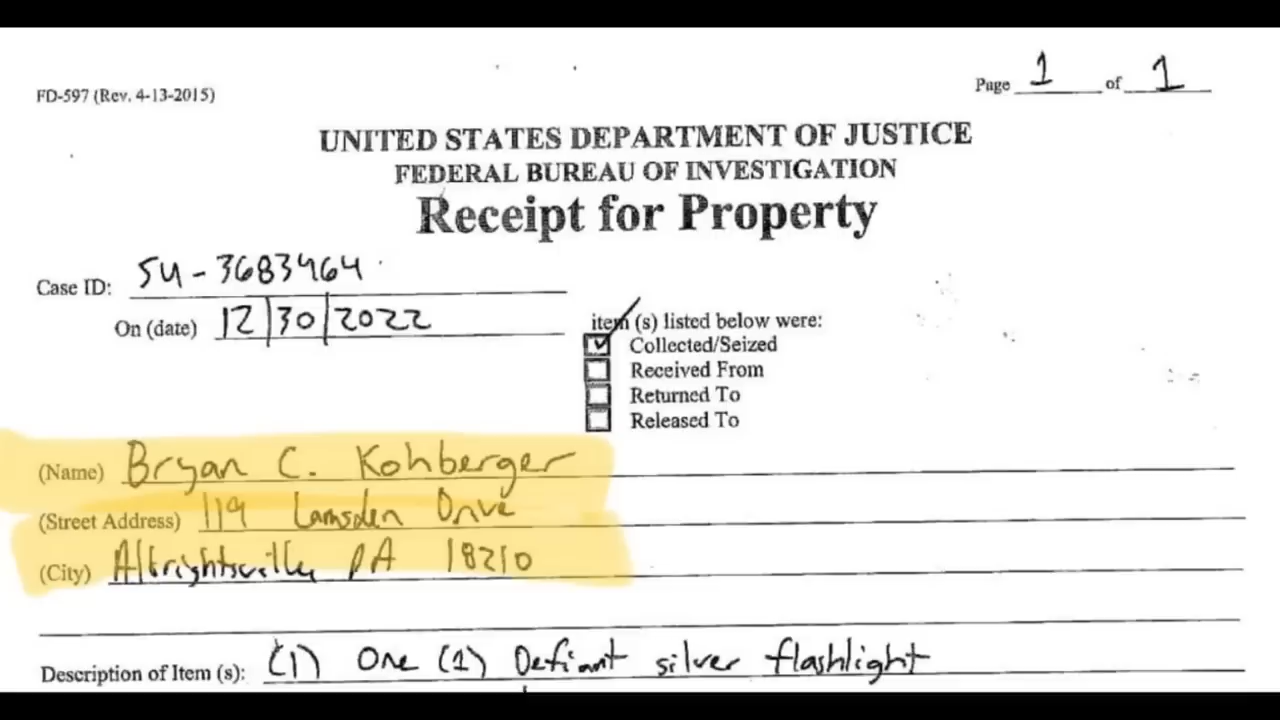 FD-597 (Rev. 4-13-2015)
Page 1 of 1
UNITED STATES DEPARTMENT OF JUSTICE
FEDERAL BUREAU OF INVESTIGATION
Receipt for Property
Case ID: SU-3683464
On (date) 12/30/2022
item (s) listed below were:
Collected/Seized
Received From
Returned To
Released To
(Name) Bryan C. Kohberger
(Street Address) 119 Lamsden Drive
(City) Albrightsville, PA 18210
Description of Item (s): (1) One (1) Defiant silver flashlight